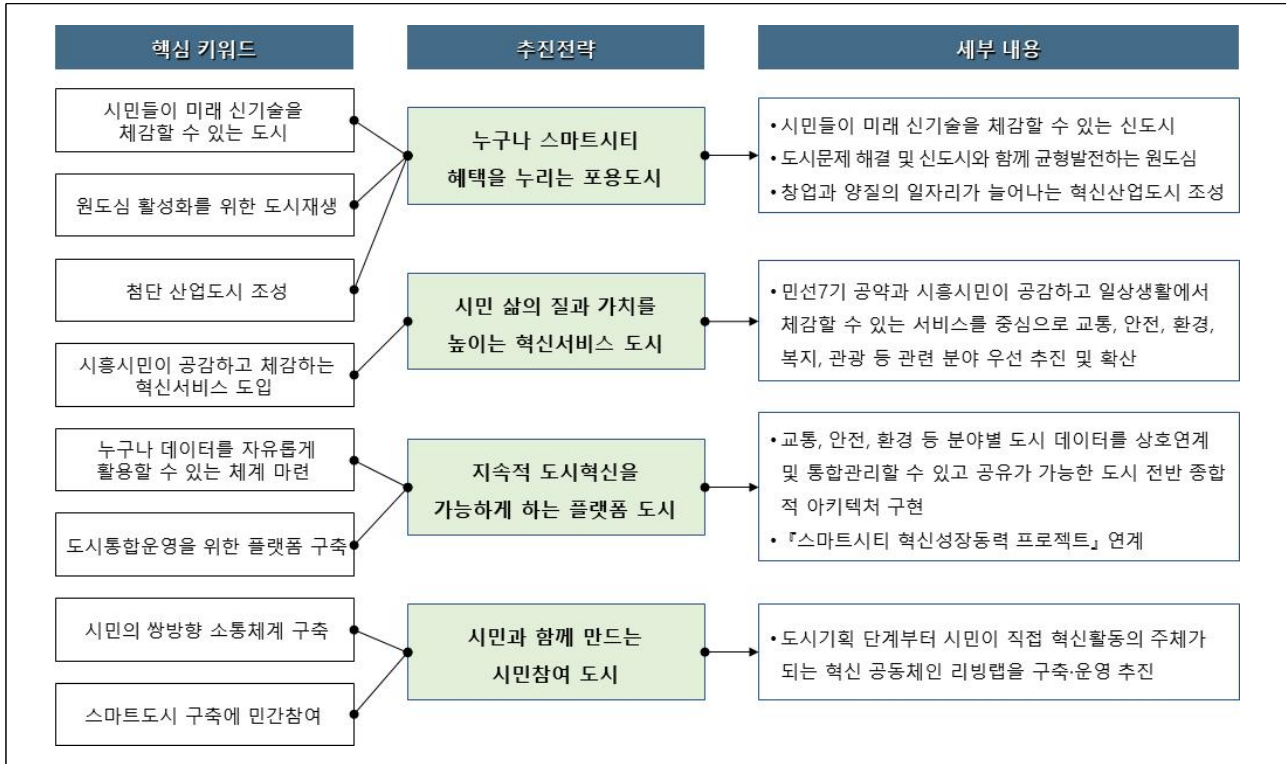 핵심 키워드
추진전략
세부 내용
시민들이 미래 신기술을
체감할 수 있는 도시
원도심 활성화를 위한 도시재생
첨단 산업도시 조성
시흥시민이 공감하고 체감하는
혁신서비스 도입
누구나 데이터를 자유롭게
활용할 수 있는 체계 마련
도시통합운영을 위한 플랫폼 구축
시민의 쌍방향 소통체계 구축
스마트도시 구축에 민간참여
누구나 스마트시티
혜택을 누리는 포용도시
시민 삶의 질과 가치를
높이는 혁신서비스 도시
지속적 도시혁신을
가능하게 하는 플랫폼 도시
시민과 함께 만드는
시민참여 도시
• 시민들이 미래 신기술을 체감할 수 있는 신도시
• 도시문제 해결 및 신도시와 함께 균형발전하는 원도심
• 창업과 양질의 일자리가 늘어나는 혁신산업도시 조성
• 민선7기 공약과 시흥시민이 공감하고 일상생활에서
체감할 수 있는 서비스를 중심으로 교통, 안전, 환경,
복지, 관광 등 관련 분야 우선 추진 및 확산
• 교통, 안전, 환경 등 분야별 도시 데이터를 상호연계
및 통합관리할 수 있고 공유가 가능한 도시 전반 종합
적 아키텍처 구현
• 『스마트시티 혁신성장동력 프로젝트』 연계
• 도시기획 단계부터 시민이 직접 혁신활동의 주체가
되는 혁신 공동체인 리빙랩을 구축·운영 추진